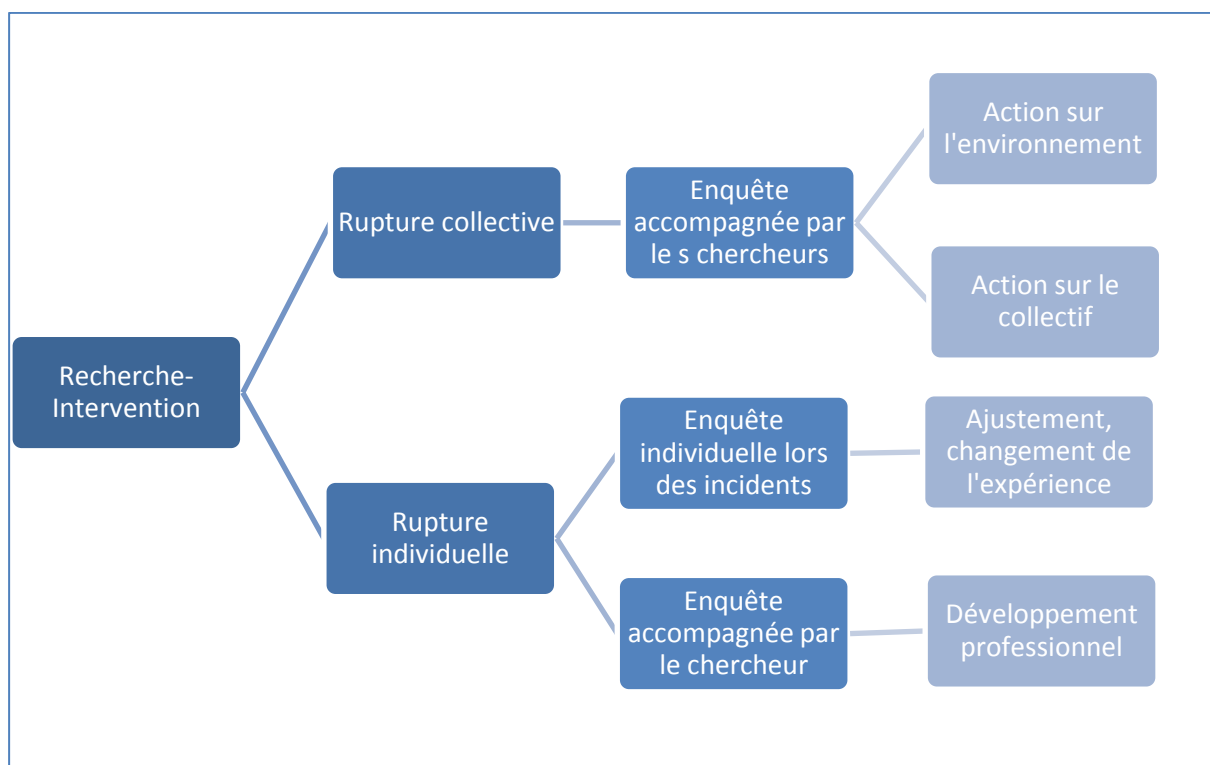 Recherche-
Intervention
Rupture collective
Enquête
accompagnée par
le s chercheurs
Action sur
l'environnement
Action sur le
collectif
Rupture
individuelle
Enquête
individuelle lors
des incidents
Ajustement,
changement de
l'expérience
Enquête
accompagnée par
le chercheur
Développement
professionnel